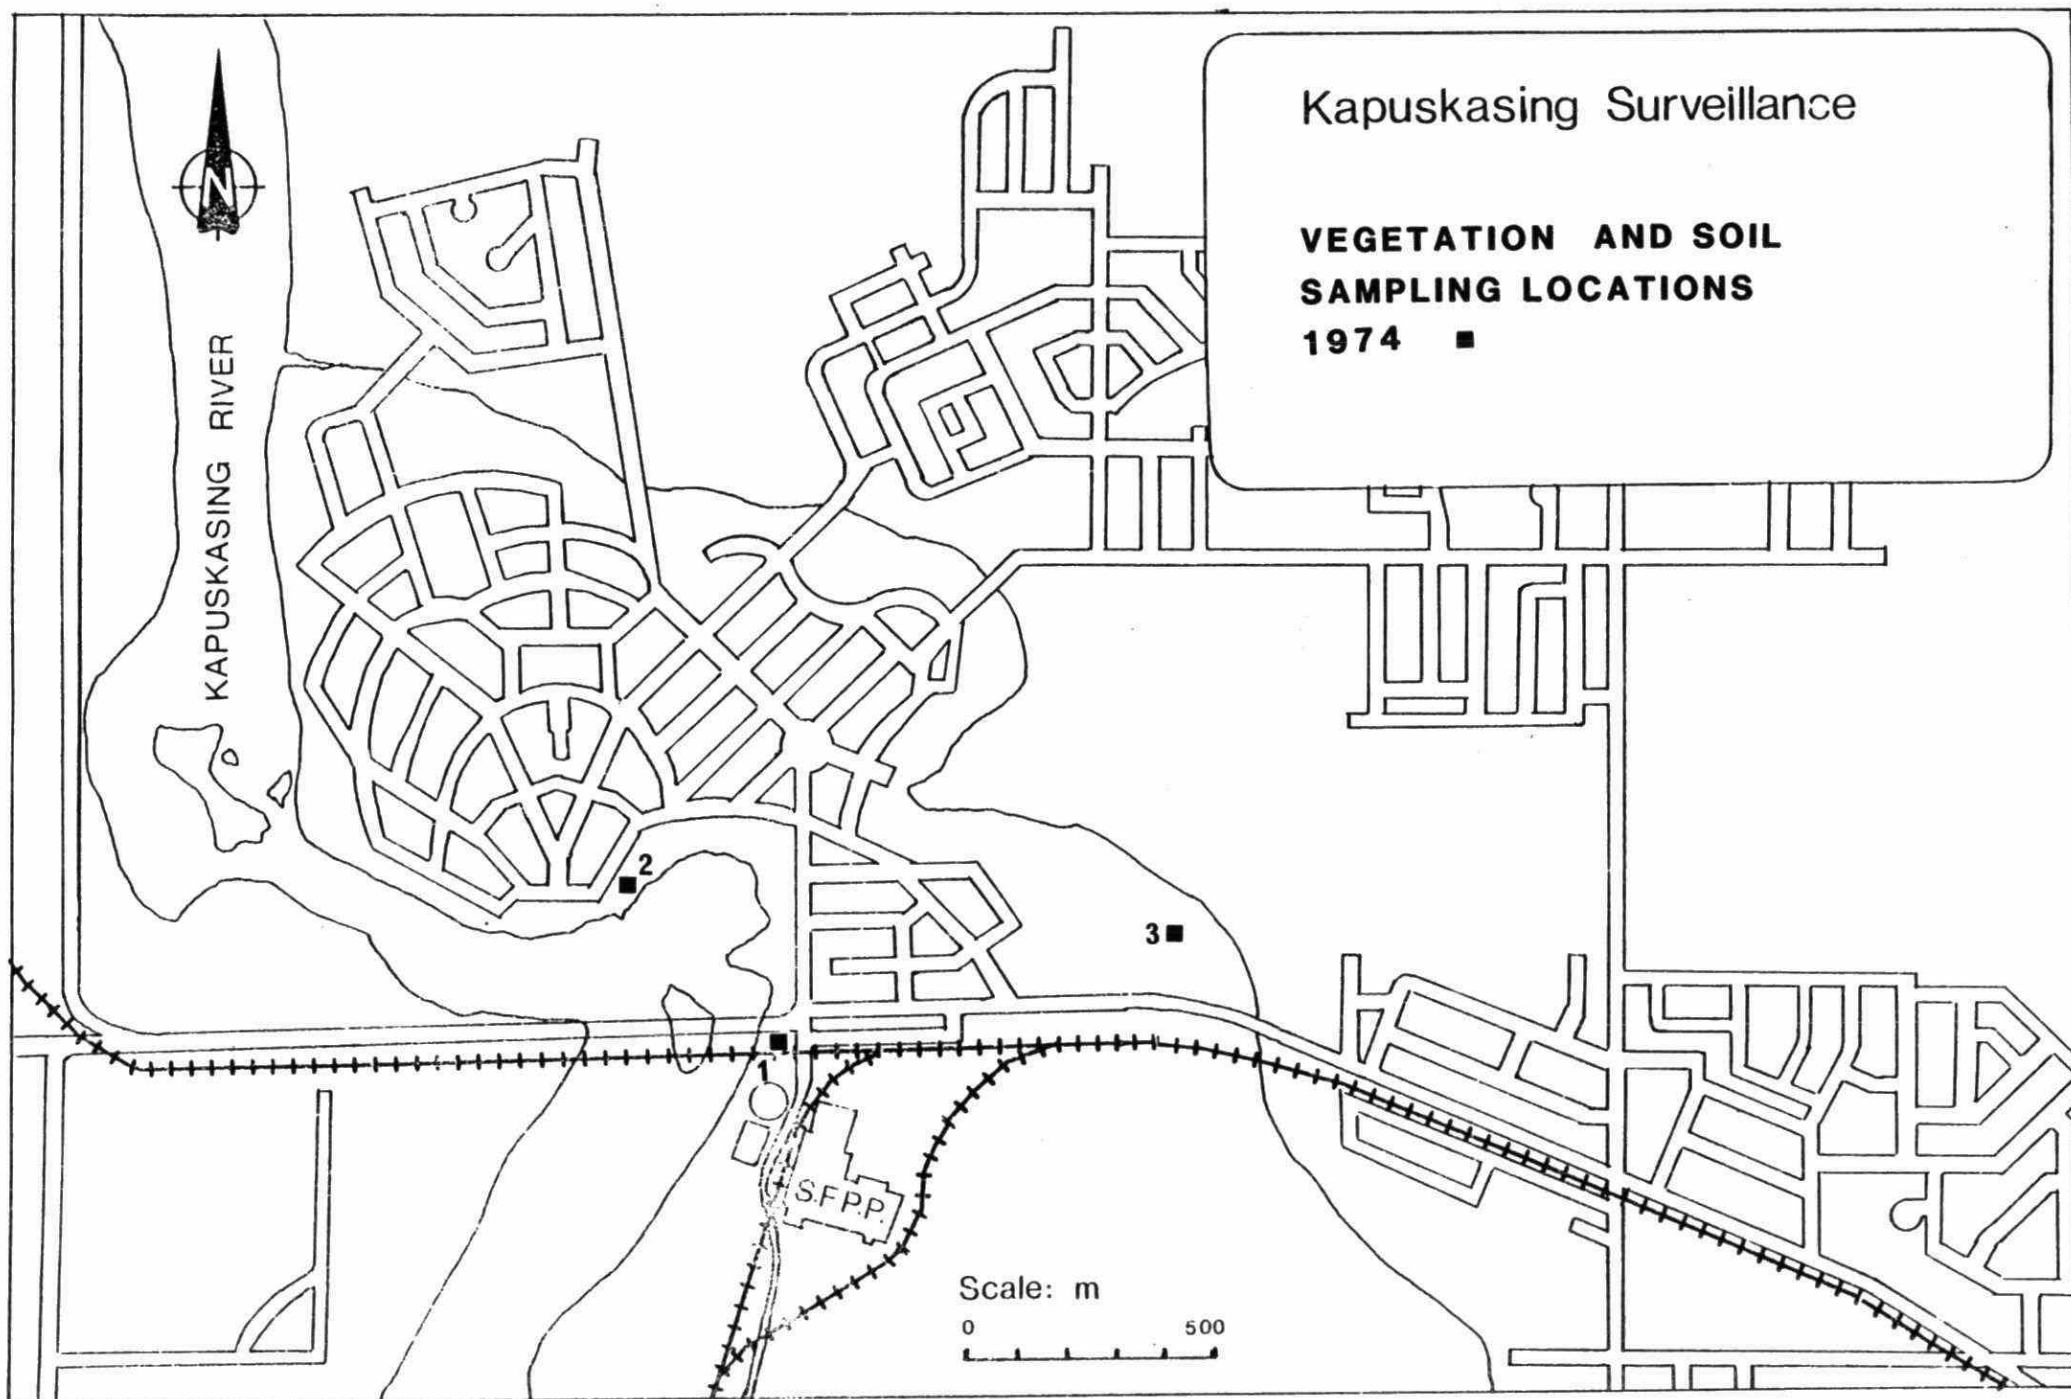 Kapuskasing Surveillance
VEGETATION AND SOIL
SAMPLING LOCATIONS
1974
N
KAPUSKASING RIVER
2
3
1
S.F.P.P.
Scale: m
0 500